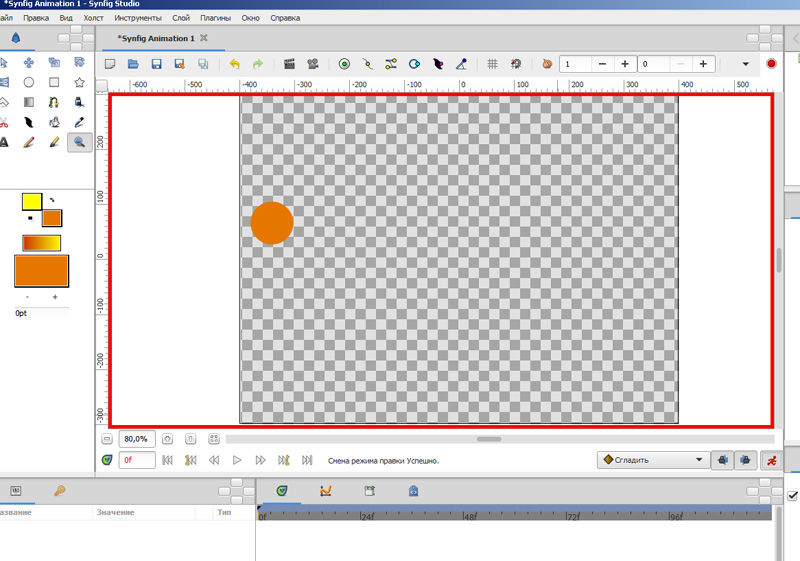 *Synfig Animation 1 - Synfig Studio
айл Правка Вид Холст Инструменты Слой Плагины Окно Справка
*Synfig Animation 1
1 0
-600 -500 -400 -300 -200 -100 0 100 200 300 400 500
200
100
0
-100
-200
-300
- +
0pt
80,0%
0f
Смена режима правки Успешно.
Сгладить
азвание Значение Тип
0f 24f 48f 72f 96f